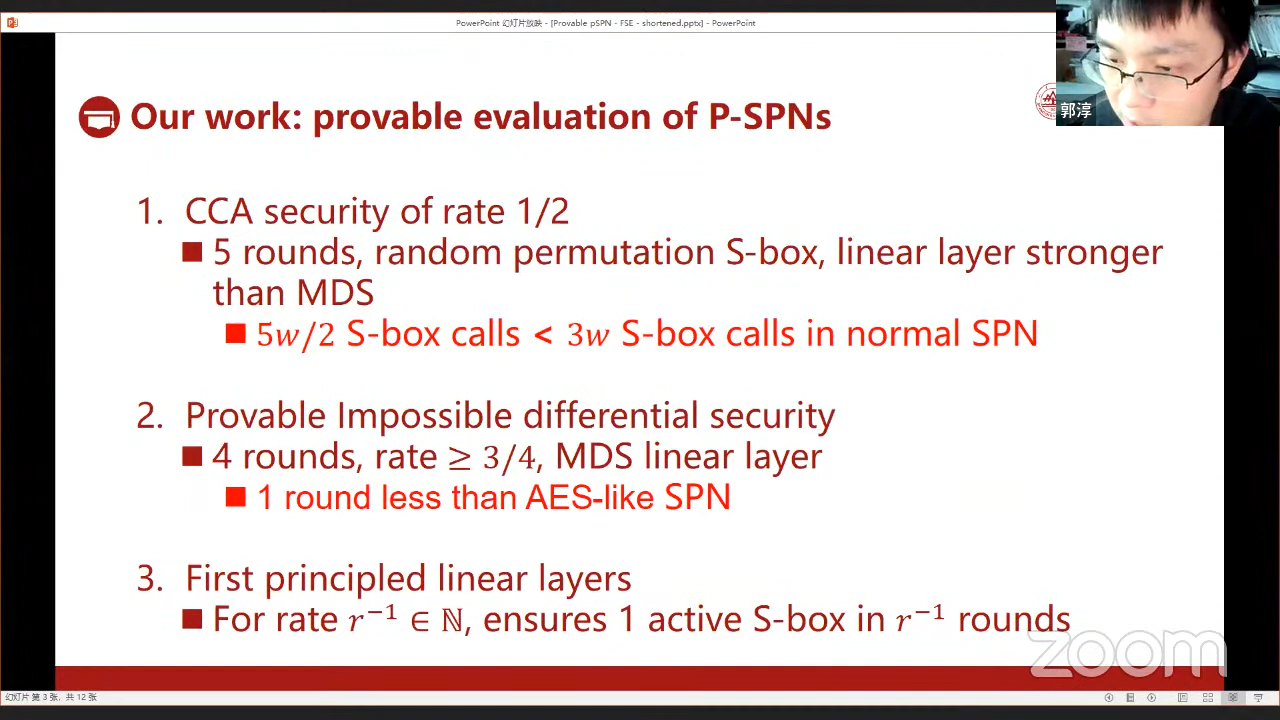 PowerPoint 幻灯片放映 - [Provable pSPN - FSE - shortened.pptx] - PowerPoint
郭淳
Our work: provable evaluation of P-SPNs
1. CCA security of rate 1/2
■ 5 rounds, random permutation S-box, linear layer stronger
than MDS
■ 5w/2 S-box calls < 3w S-box calls in normal SPN
2. Provable Impossible differential security
■ 4 rounds, rate ≥ 3/4, MDS linear layer
■ 1 round less than AES-like SPN
3. First principled linear layers
■ For rate r⁻¹ ∈ ℕ, ensures 1 active S-box in r⁻¹ rounds
zoom
幻灯片 第 3 张，共 12 张